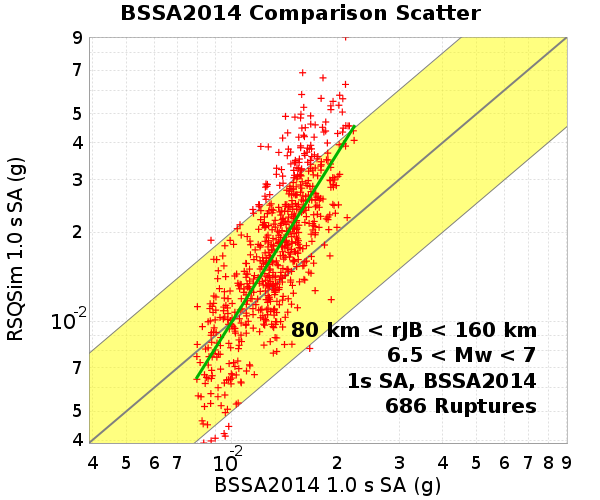 BSSA2014 Comparison Scatter
RSQSim 1.0 s SA (g)
9
7
5
4
3
2
10-2
7
5
4
80 km < rJB < 160 km
6.5 < Mw < 7
1s SA, BSSA2014
686 Ruptures
4 5 6 7 10-2 2 3 4 5 6 7 8 9
BSSA2014 1.0 s SA (g)